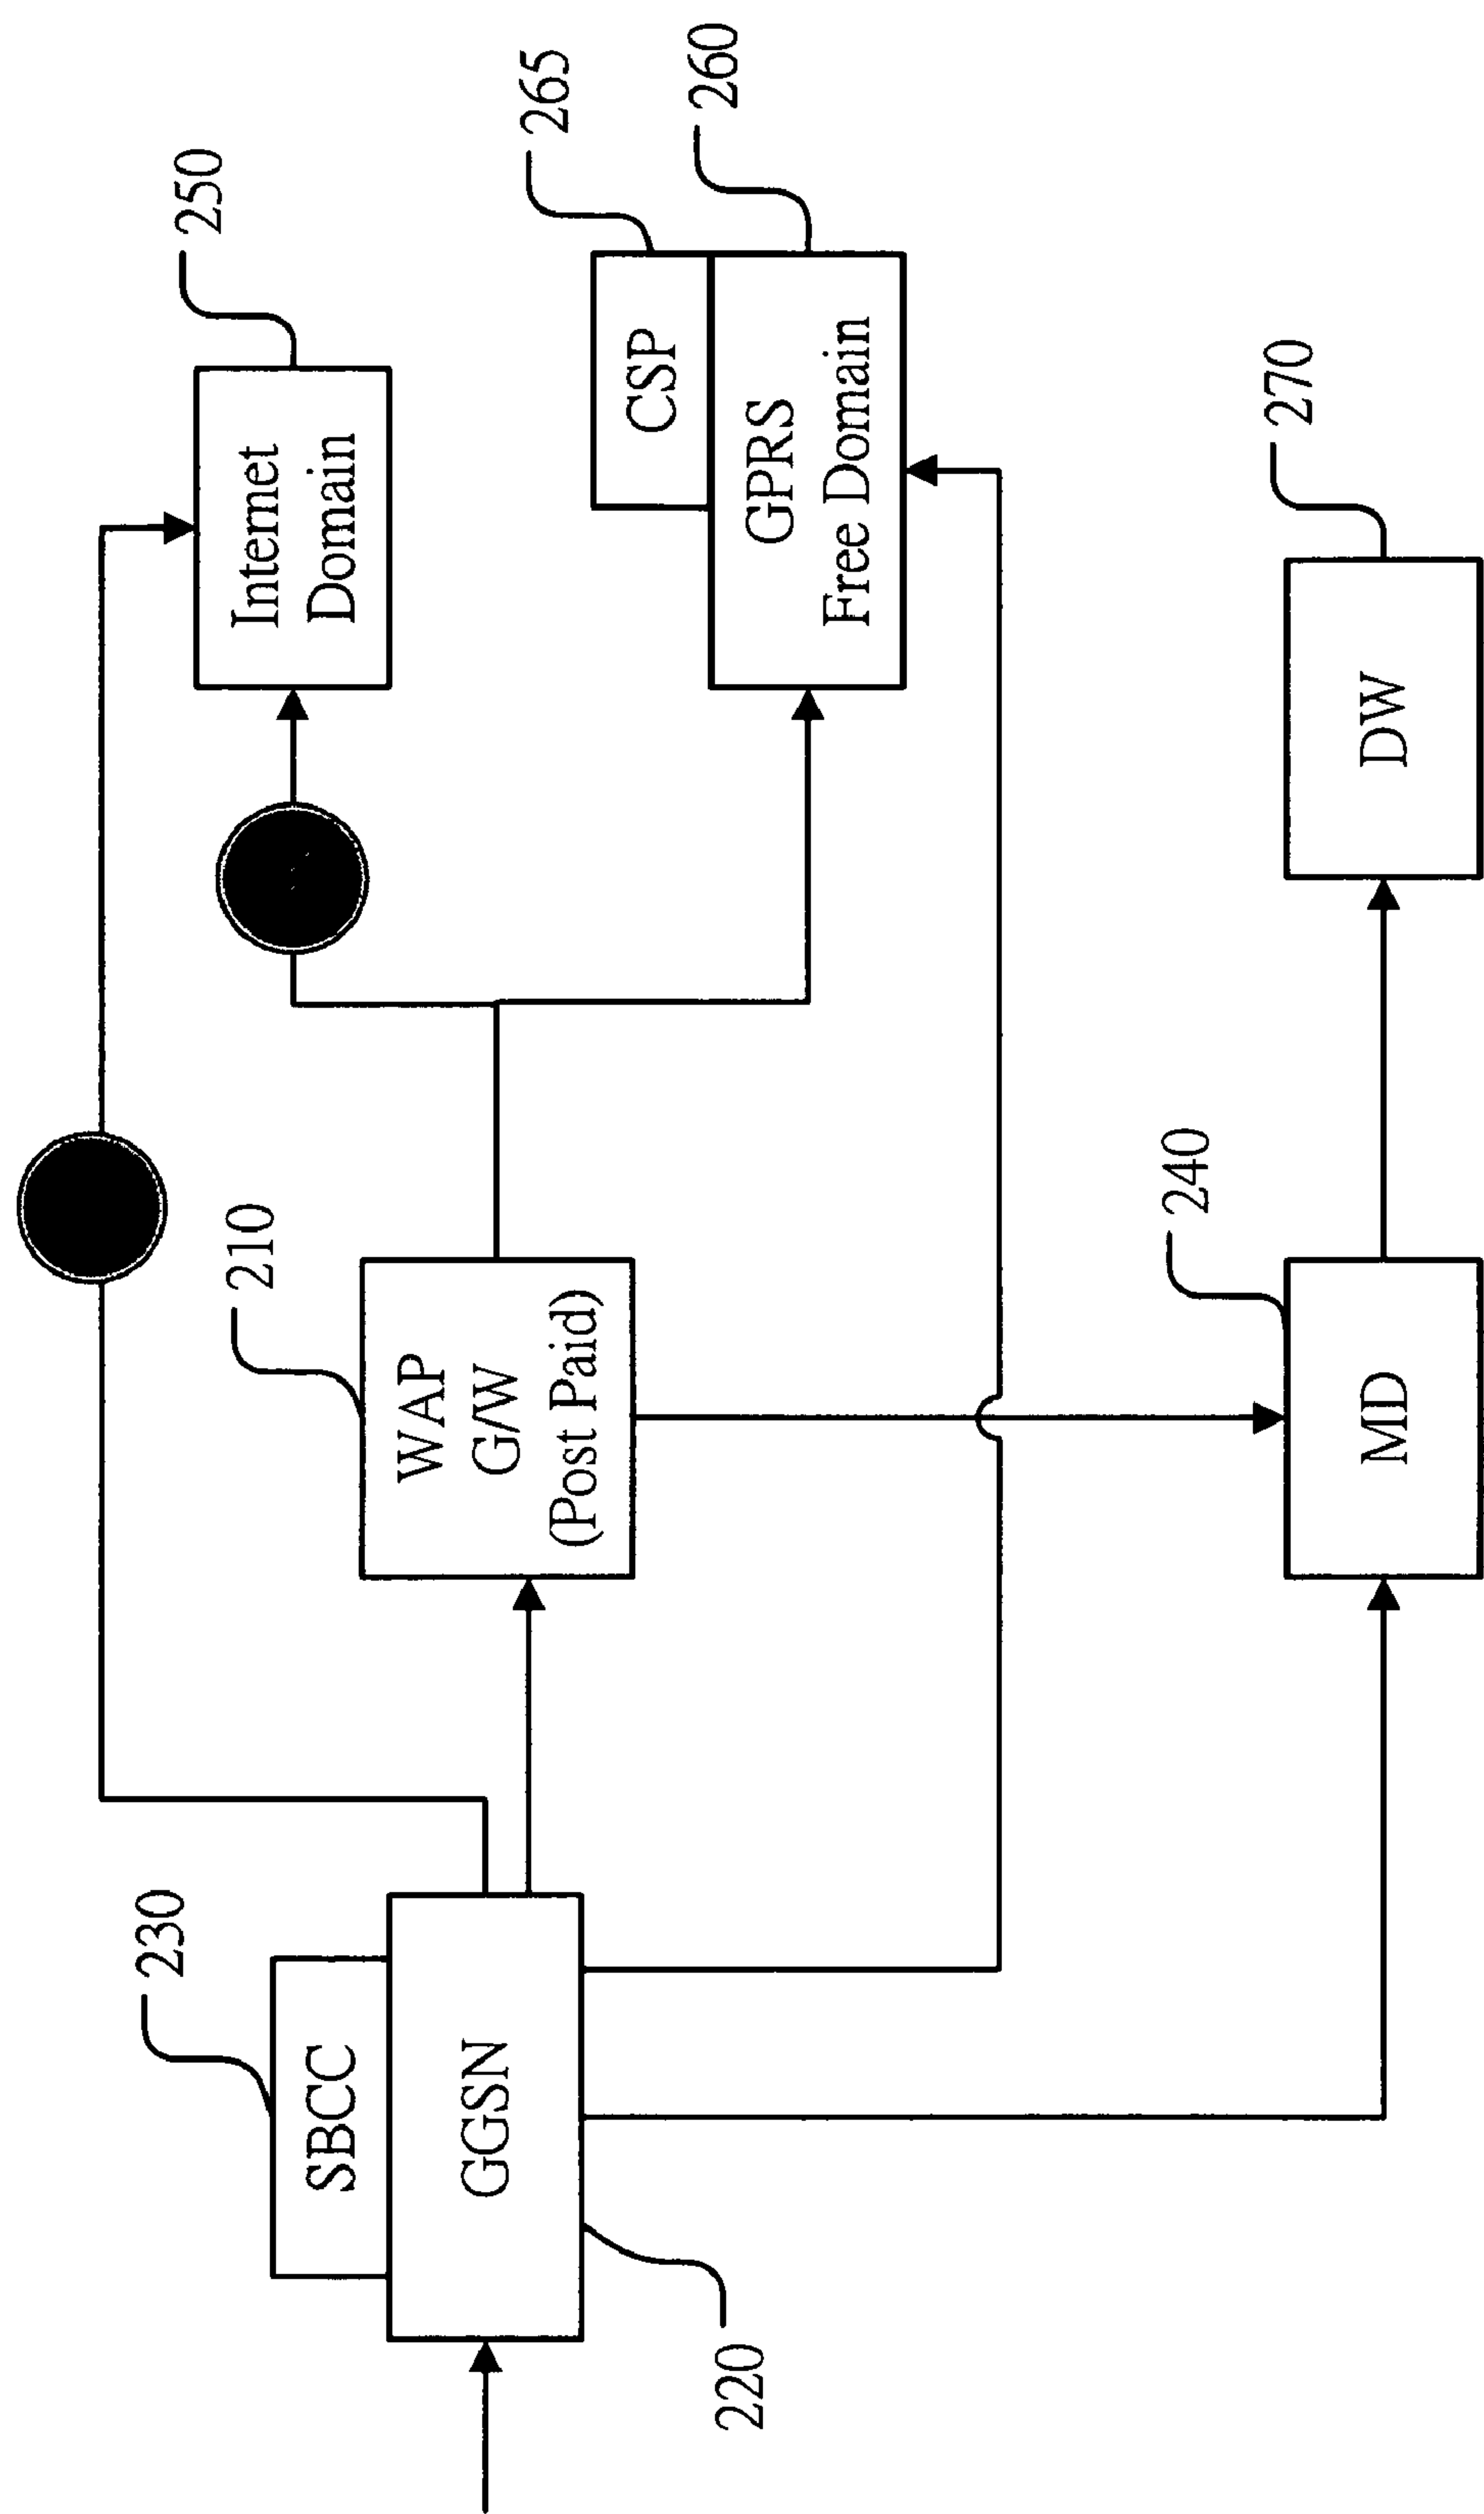 230
SBCC
GGSN
220
210
WAP
G/W
(Post Paid)
250
Internet
Domain
265
CSP
260
GPRS
Free Domain
240
MD
270
DW